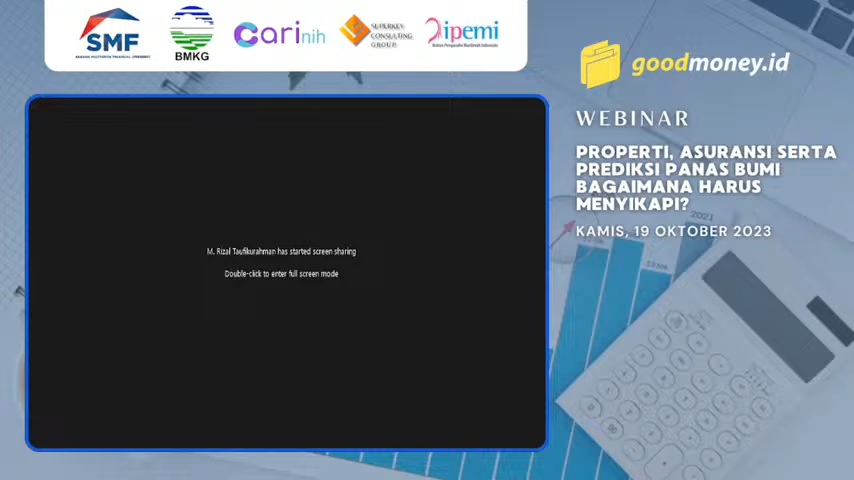 SMF
BMKG
carinih
SUPERKEY
CONSULTING
GROUP
ipemi
goodmoney.id
WEBINAR
PROPERTI, ASURANSI SERTA
PREDIKSI PANAS BUMI
BAGAIMANA HARUS
MENYIKAPI?
KAMIS, 19 OKTOBER 2023
2021
M. Rizal Taufikurahman has started screen sharing
Double-click to enter full screen mode